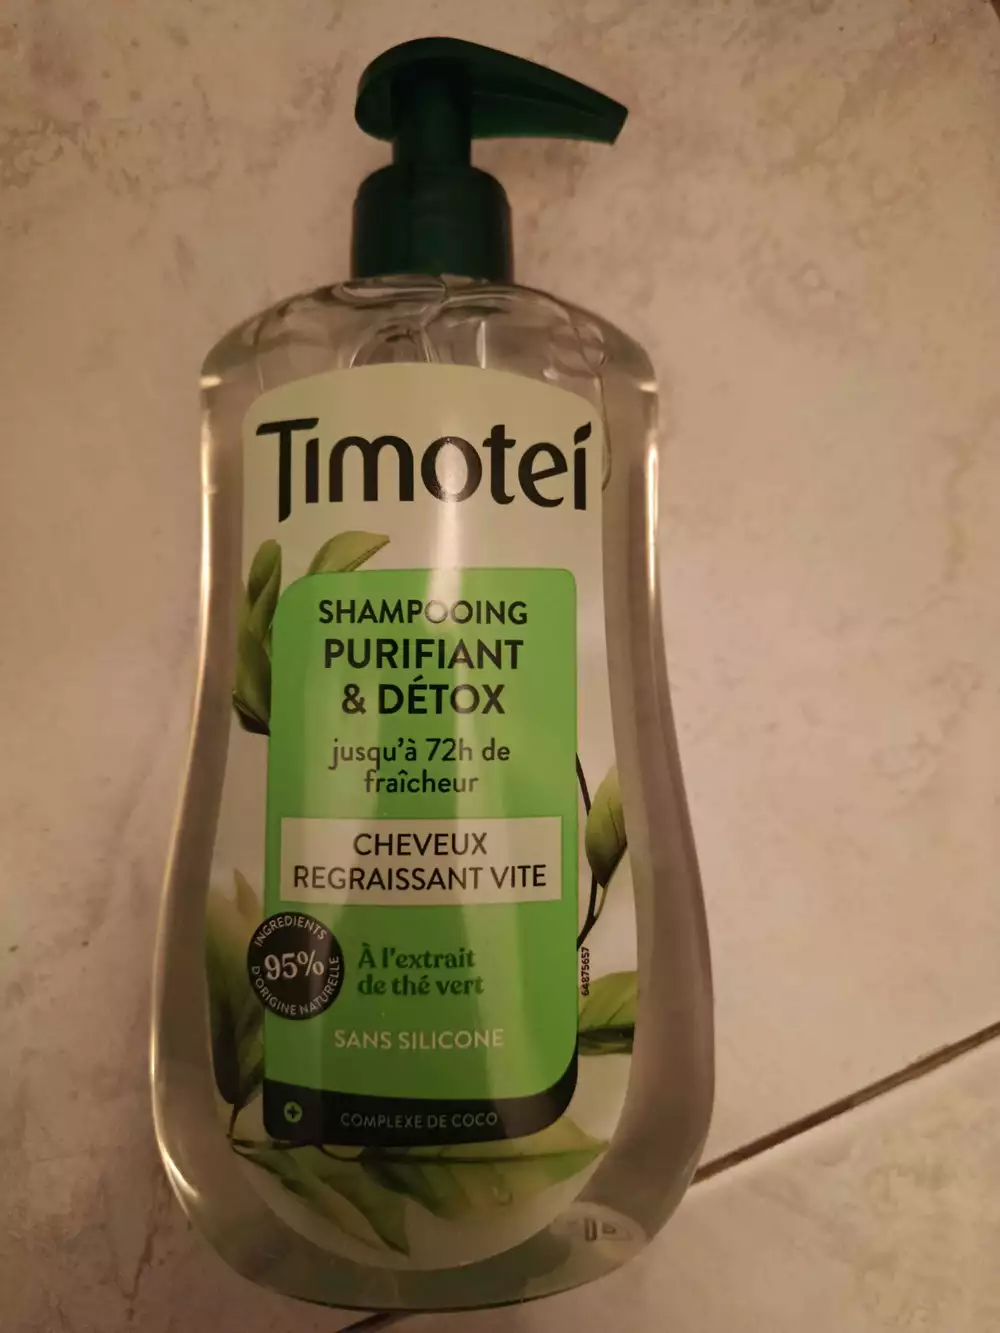 Timotei
SHAMPOOING
PURIFIANT
& DÉTOX
jusqu'à 72h de
fraîcheur
CHEVEUX
REGRAISSANT VITE
INGREDIENTS
95%
D'ORIGINE NATURELLE
À l'extrait
de thé vert
64875657
SANS SILICONE
COMPLEXE DE COCO